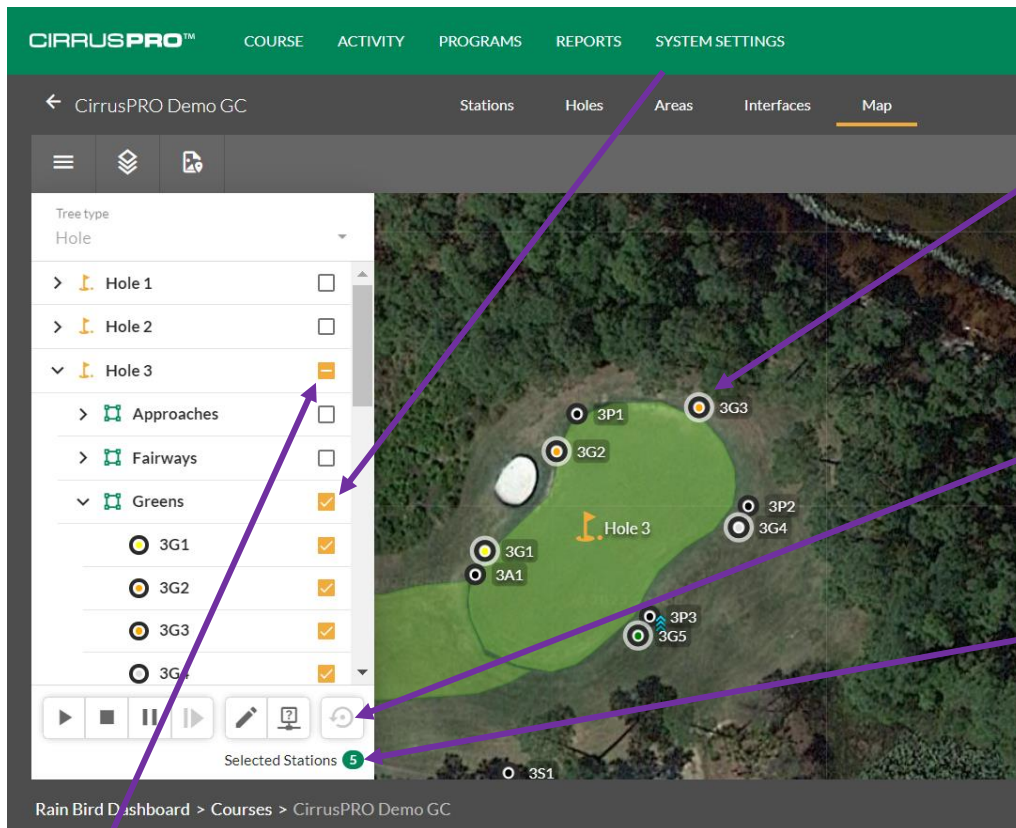 CIRRUSPRO™ COURSE ACTIVITY PROGRAMS REPORTS SYSTEM SETTINGS
CirrusPRO Demo GC Stations Holes Areas Interfaces Map
Tree type
Hole
Hole 1
Hole 2
Hole 3
Approaches
Fairways
Greens
3G1
3G2
3G3
3G4
Selected Stations 5
3P1
3G3
3G2
3P2
3G4
Hole 3
3G1
3A1
3P3
3G5
3S1
Rain Bird Dashboard > Courses > CirrusPRO Demo GC